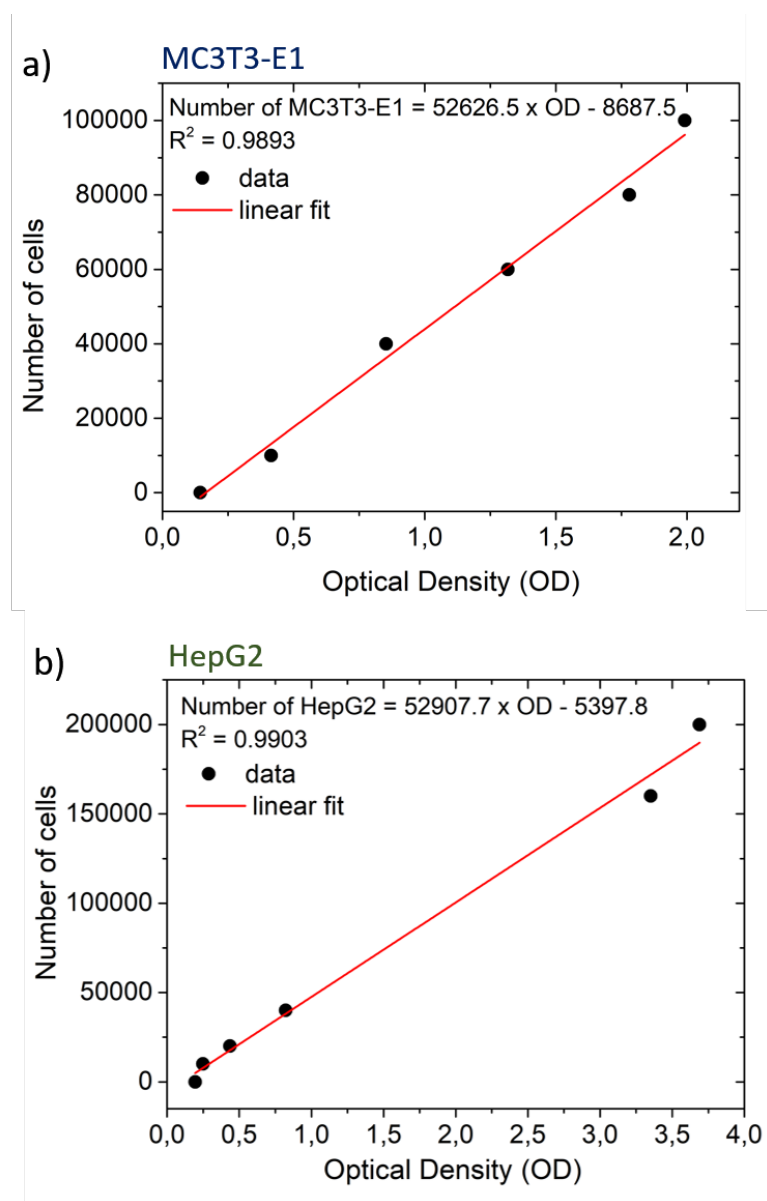 a)
MC3T3-E1
Number of MC3T3-E1 = 52626.5 x OD - 8687.5
R² = 0.9893
data
linear fit
Number of cells
100000
80000
60000
40000
20000
0
0,0 0,5 1,0 1,5 2,0
Optical Density (OD)
b)
HepG2
Number of HepG2 = 52907.7 x OD - 5397.8
R² = 0.9903
data
linear fit
Number of cells
200000
150000
100000
50000
0
0,0 0,5 1,0 1,5 2,0 2,5 3,0 3,5 4,0
Optical Density (OD)